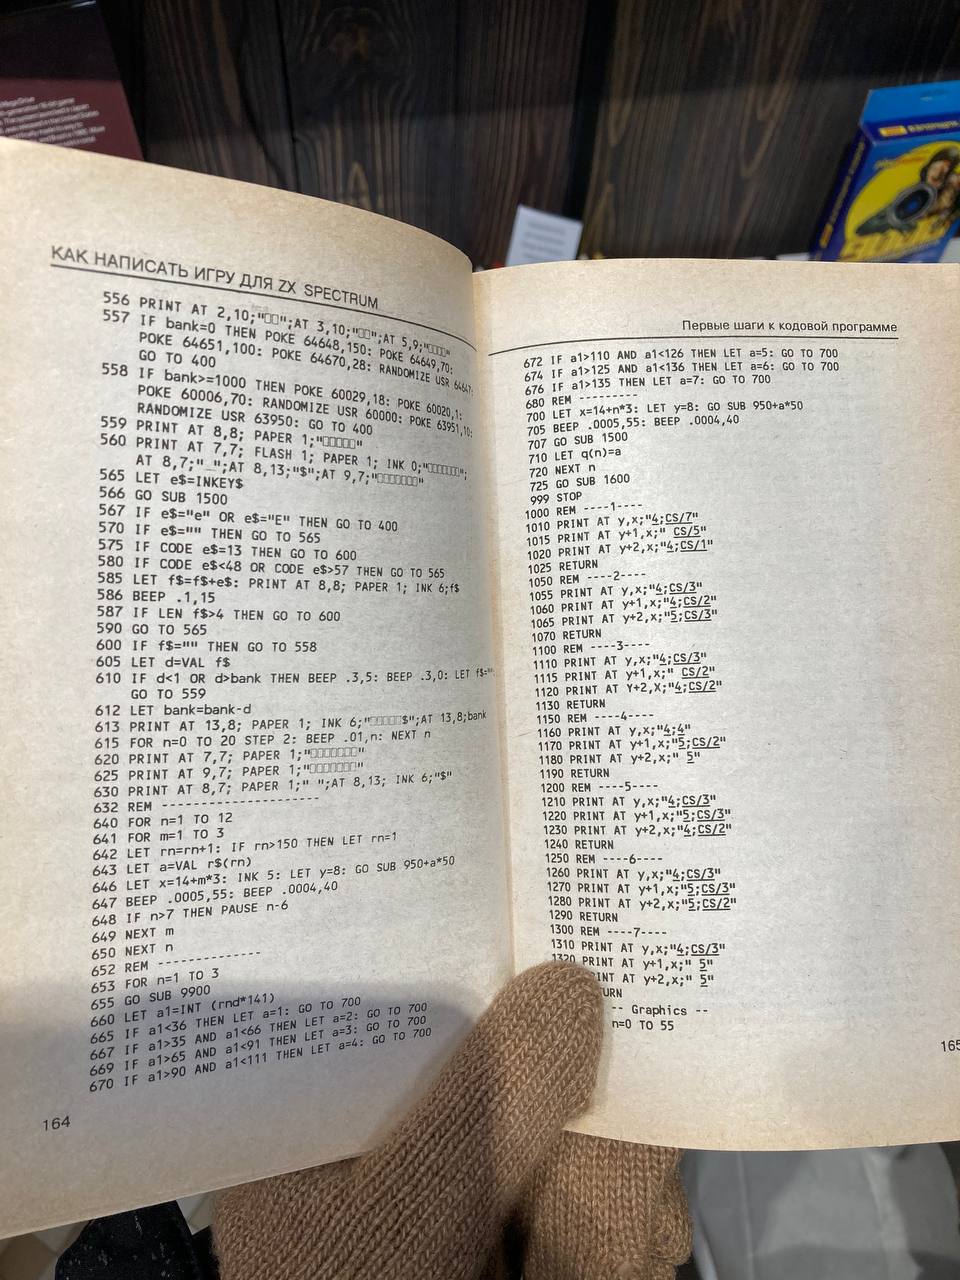 КАК НАПИСАТЬ ИГРУ ДЛЯ ZX SPECTRUM
556 PRINT AT 2,10;"▯▯";AT 3,10;"▯▯";AT 5,9;"▯▯▯▯"
557 IF bank=0 THEN POKE 64648,150: POKE 64649,70:
POKE 64651,100: POKE 64670,28: RANDOMIZE USR 64647:
GO TO 400
558 IF bank>=1000 THEN POKE 60029,18: POKE 60020,1:
POKE 60006,70: RANDOMIZE USR 60000: POKE 63951,10:
RANDOMIZE USR 63950: GO TO 400
559 PRINT AT 8,8; PAPER 1;"▯▯▯▯▯"
560 PRINT AT 7,7; FLASH 1; PAPER 1; INK 0;"▯▯▯▯▯▯▯";
AT 8,7;"_";AT 8,13;"$";AT 9,7;"▯▯▯▯▯▯▯"
565 LET e$=INKEY$
566 GO SUB 1500
567 IF e$="e" OR e$="E" THEN GO TO 400
570 IF e$="" THEN GO TO 565
575 IF CODE e$=13 THEN GO TO 600
580 IF CODE e$<48 OR CODE e$>57 THEN GO TO 565
585 LET f$=f$+e$: PRINT AT 8,8; PAPER 1; INK 6;f$
586 BEEP .1,15
587 IF LEN f$>4 THEN GO TO 600
590 GO TO 565
600 IF f$="" THEN GO TO 558
605 LET d=VAL f$
610 IF d<1 OR d>bank THEN BEEP .3,5: BEEP .3,0: LET f$="":
GO TO 559
612 LET bank=bank-d
613 PRINT AT 13,8; PAPER 1; INK 6;"▯▯▯▯▯$";AT 13,8;bank
615 FOR n=0 TO 20 STEP 2: BEEP .01,n: NEXT n
620 PRINT AT 7,7; PAPER 1;"▯▯▯▯▯▯▯"
625 PRINT AT 9,7; PAPER 1;"▯▯▯▯▯▯▯"
630 PRINT AT 8,7; PAPER 1;" ";AT 8,13; INK 6;"$"
632 REM --------------------
640 FOR n=1 TO 12
641 FOR m=1 TO 3
642 LET rn=rn+1: IF rn>150 THEN LET rn=1
643 LET a=VAL r$(rn)
646 LET x=14+m*3: INK 5: LET y=8: GO SUB 950+a*50
647 BEEP .0005,55: BEEP .0004,40
648 IF n>7 THEN PAUSE n-6
649 NEXT m
650 NEXT n
652 REM -------------
653 FOR n=1 TO 3
655 GO SUB 9900
660 LET a1=INT (rnd*141)
665 IF a1<36 THEN LET a=1: GO TO 700
667 IF a1>35 AND a1<66 THEN LET a=2: GO TO 700
669 IF a1>65 AND a1<91 THEN LET a=3: GO TO 700
670 IF a1>90 AND a1<111 THEN LET a=4: GO TO 700
164
Первые шаги к кодовой программе
672 IF a1>110 AND a1<126 THEN LET a=5: GO TO 700
674 IF a1>125 AND a1<136 THEN LET a=6: GO TO 700
676 IF a1>135 THEN LET a=7: GO TO 700
680 REM ---------
700 LET x=14+n*3: LET y=8: GO SUB 950+a*50
705 BEEP .0005,55: BEEP .0004,40
707 GO SUB 1500
710 LET q(n)=a
720 NEXT n
725 GO SUB 1600
999 STOP
1000 REM ----1----
1010 PRINT AT y,x;"4;CS/7"
1015 PRINT AT y+1,x;" CS/5"
1020 PRINT AT y+2,x;"4;CS/1"
1025 RETURN
1050 REM ----2----
1055 PRINT AT y,x;"4;CS/3"
1060 PRINT AT y+1,x;"4;CS/2"
1065 PRINT AT y+2,x;"5;CS/3"
1070 RETURN
1100 REM ----3----
1110 PRINT AT y,x;"4;CS/3"
1115 PRINT AT y+1,x;" CS/2"
1120 PRINT AT Y+2,X;"4;CS/2"
1130 RETURN
1150 REM ----4----
1160 PRINT AT y,x;"4;4"
1170 PRINT AT y+1,x;"5;CS/2"
1180 PRINT AT y+2,x;" 5"
1190 RETURN
1200 REM ----5----
1210 PRINT AT y,x;"4;CS/3"
1220 PRINT AT y+1,x;"5;CS/3"
1230 PRINT AT y+2,x;"4;CS/2"
1240 RETURN
1250 REM ----6----
1260 PRINT AT y,x;"4;CS/3"
1270 PRINT AT y+1,x;"5;CS/3"
1280 PRINT AT y+2,x;"5;CS/2"
1290 RETURN
1300 REM ----7----
1310 PRINT AT y,x;"4;CS/3"
1320 PRINT AT y+1,x;" 5"
INT AT y+2,x;" 5"
URN
-- Graphics --
n=0 TO 55
165